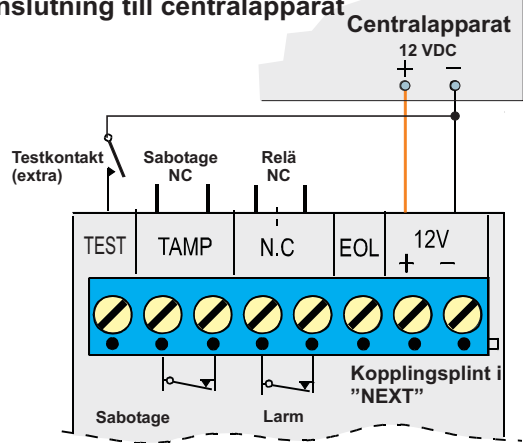 nslutning till centralapparat
Centralapparat
12 VDC
+ −
Testkontakt
(extra)
Sabotage
NC
Relä
NC
TEST TAMP N.C EOL 12V
+ −
Kopplingsplint i
”NEXT”
Sabotage Larm